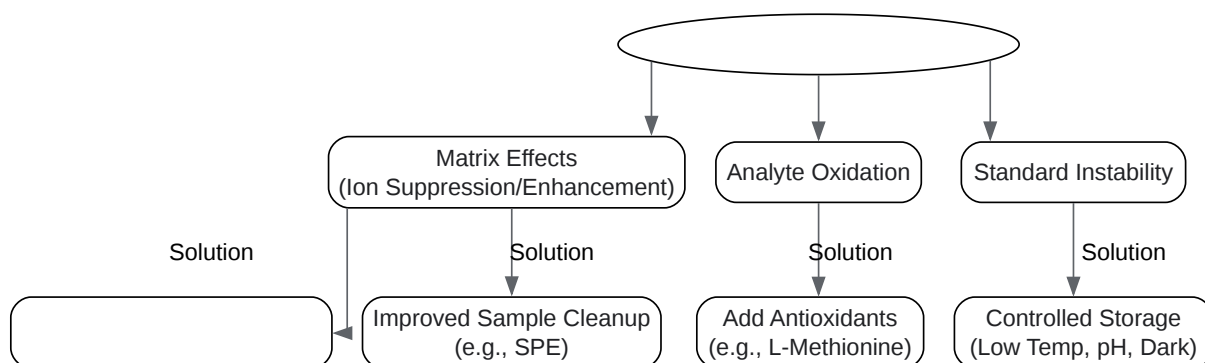 Matrix Effects
(Ion Suppression/Enhancement)
Analyte Oxidation
Standard Instability
Solution
Solution
Solution
Solution
Improved Sample Cleanup
(e.g., SPE)
Add Antioxidants
(e.g., L-Methionine)
Controlled Storage
(Low Temp, pH, Dark)